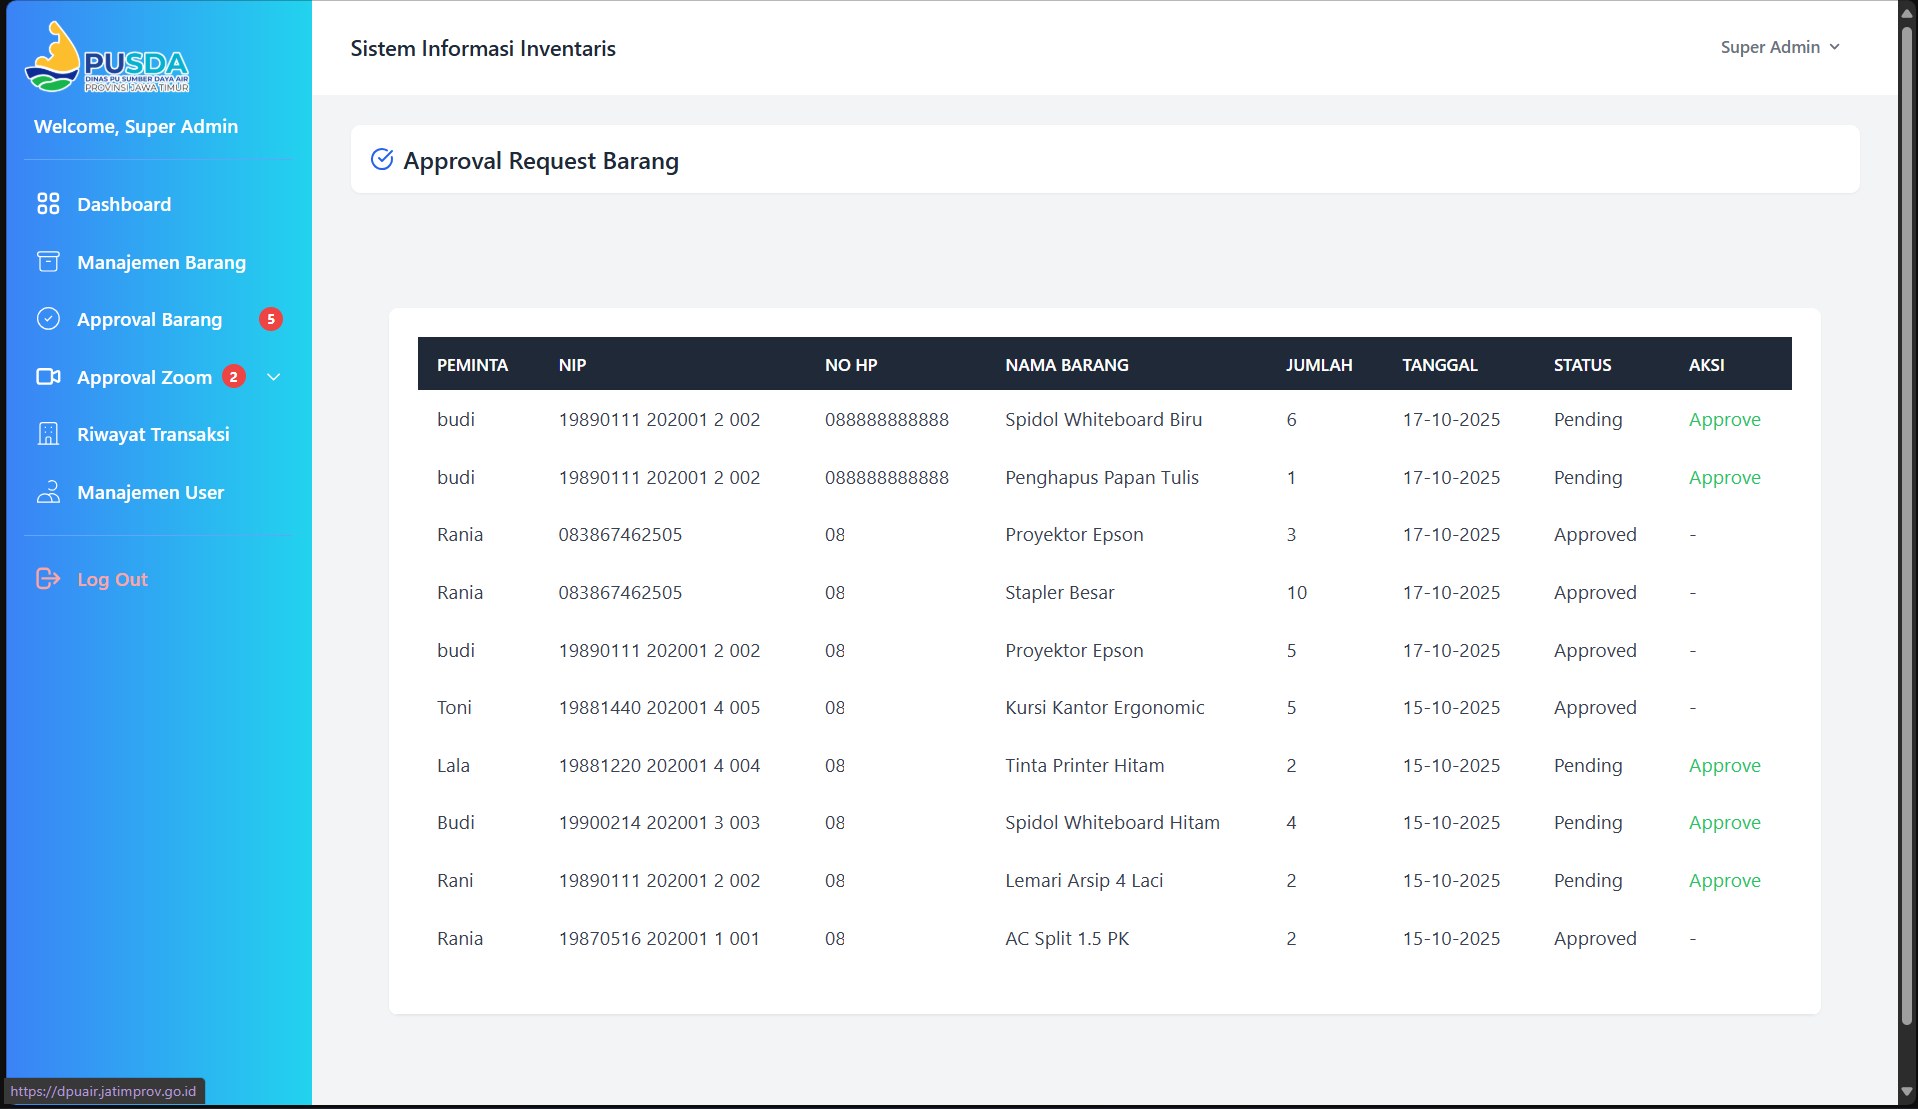 PUSDA
DINAS PU SUMBER DAYA AIR
PROVINSI JAWA TIMUR
Welcome, Super Admin
Dashboard
Manajemen Barang
Approval Barang 5
Approval Zoom 2
Riwayat Transaksi
Manajemen User
Log Out
Sistem Informasi Inventaris
Super Admin
Approval Request Barang
PEMINTA NIP NO HP NAMA BARANG JUMLAH TANGGAL STATUS AKSI
budi 19890111 202001 2 002 088888888888 Spidol Whiteboard Biru 6 17-10-2025 Pending Approve
budi 19890111 202001 2 002 088888888888 Penghapus Papan Tulis 1 17-10-2025 Pending Approve
Rania 083867462505 08 Proyektor Epson 3 17-10-2025 Approved -
Rania 083867462505 08 Stapler Besar 10 17-10-2025 Approved -
budi 19890111 202001 2 002 08 Proyektor Epson 5 17-10-2025 Approved -
Toni 19881440 202001 4 005 08 Kursi Kantor Ergonomic 5 15-10-2025 Approved -
Lala 19881220 202001 4 004 08 Tinta Printer Hitam 2 15-10-2025 Pending Approve
Budi 19900214 202001 3 003 08 Spidol Whiteboard Hitam 4 15-10-2025 Pending Approve
Rani 19890111 202001 2 002 08 Lemari Arsip 4 Laci 2 15-10-2025 Pending Approve
Rania 19870516 202001 1 001 08 AC Split 1.5 PK 2 15-10-2025 Approved -
https://dpuair.jatimprov.go.id